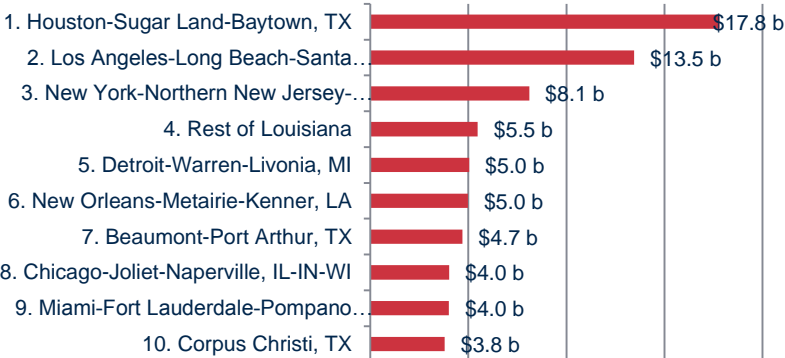 1. Houston-Sugar Land-Baytown, TX $17.8 b
2. Los Angeles-Long Beach-Santa… $13.5 b
3. New York-Northern New Jersey-… $8.1 b
4. Rest of Louisiana $5.5 b
5. Detroit-Warren-Livonia, MI $5.0 b
6. New Orleans-Metairie-Kenner, LA $5.0 b
7. Beaumont-Port Arthur, TX $4.7 b
8. Chicago-Joliet-Naperville, IL-IN-WI $4.0 b
9. Miami-Fort Lauderdale-Pompano… $4.0 b
10. Corpus Christi, TX $3.8 b